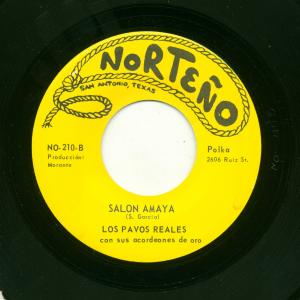 NORTEÑO
SAN ANTONIO, TEXAS
NO-210-B
Producción:
Morante
Polka
2606 Ruiz St.
SALON AMAYA
(S. Garcia)
LOS PAVOS REALES
con sus acordeones de oro